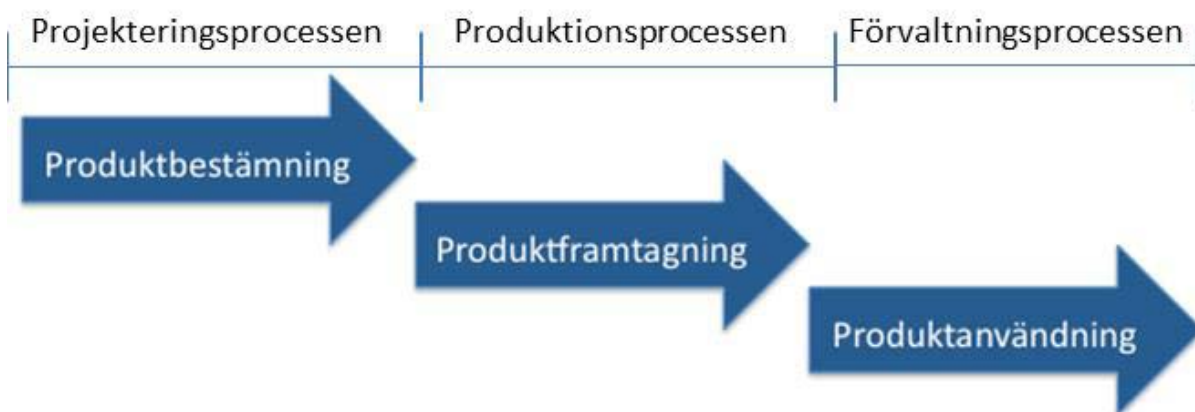 Projekteringsprocessen Produktionsprocessen Förvaltningsprocessen
Produktbestämning
Produktframtagning
Produktanvändning